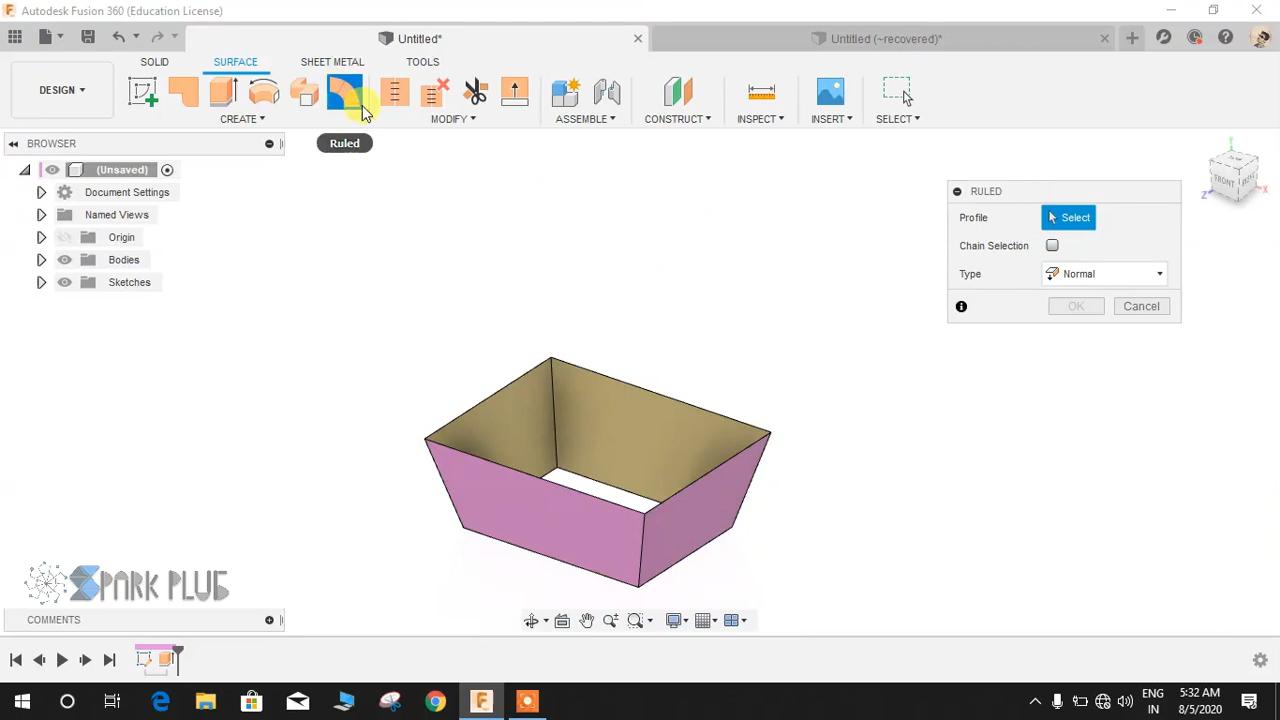 Autodesk Fusion 360 (Education License)
Untitled*
Untitled (~recovered)*
DESIGN
SOLID
SURFACE
SHEET METAL
TOOLS
CREATE
MODIFY
ASSEMBLE
CONSTRUCT
INSPECT
INSERT
SELECT
Ruled
BROWSER
(Unsaved)
Document Settings
Named Views
Origin
Bodies
Sketches
FRONT
Y
X
Z
RULED
Profile
Select
Chain Selection
Type
Normal
OK
Cancel
SPARK PLUG
COMMENTS
ENG
IN
5:32 AM
8/5/2020